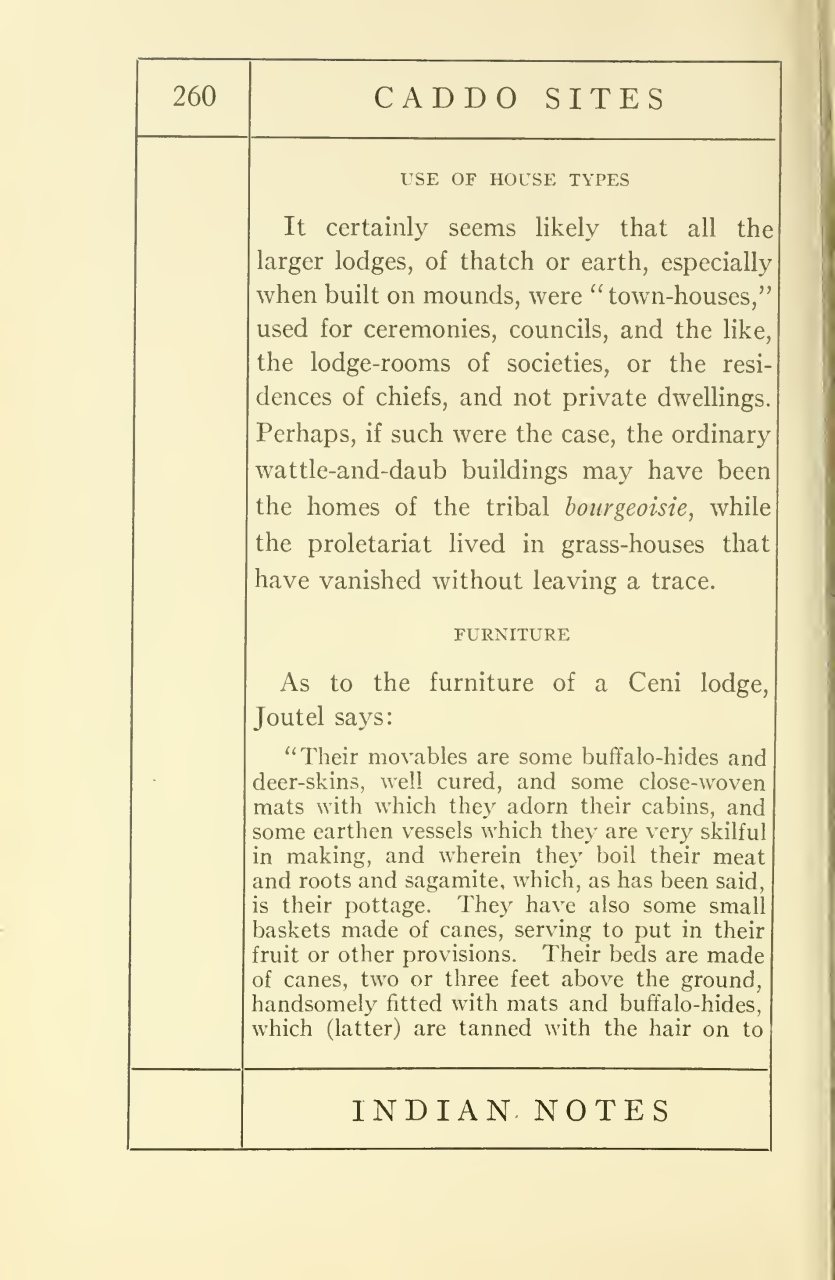 260
CADDO SITES
USE OF HOUSE TYPES
It certainly seems likely that all the
larger lodges, of thatch or earth, especially
when built on mounds, were “town-houses,”
used for ceremonies, councils, and the like,
the lodge-rooms of societies, or the resi-
dences of chiefs, and not private dwellings.
Perhaps, if such were the case, the ordinary
wattle-and-daub buildings may have been
the homes of the tribal bourgeoisie, while
the proletariat lived in grass-houses that
have vanished without leaving a trace.
FURNITURE
As to the furniture of a Ceni lodge,
Joutel says:
“Their movables are some buffalo-hides and
deer-skins, well cured, and some close-woven
mats with which they adorn their cabins, and
some earthen vessels which they are very skilful
in making, and wherein they boil their meat
and roots and sagamite, which, as has been said,
is their pottage. They have also some small
baskets made of canes, serving to put in their
fruit or other provisions. Their beds are made
of canes, two or three feet above the ground,
handsomely fitted with mats and buffalo-hides,
which (latter) are tanned with the hair on to
INDIAN NOTES